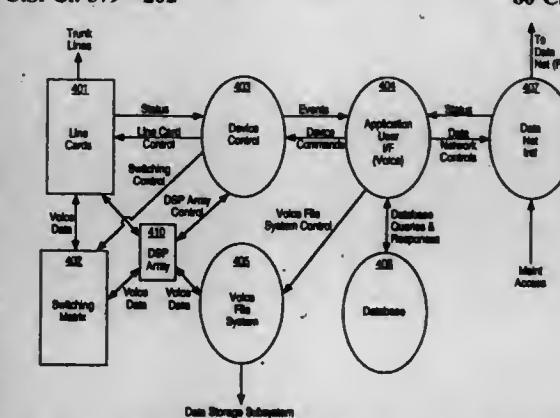 Trunk
Lines
401
Line
Cards
Status
Line Card
Control
Switching
Control
403
Device
Control
DSP Array
Control
Events
Device
Commands
404
Application
User
I/F
(Voice)
Status
Data
Network
Controls
To
Data
407
Data
Net
Intf
Voice
Data
402
Switching
Matrix
410
DSP
Array
Voice
Data
Voice
Data
405
Voice
File
System
Voice File
System Control
Database
Queries &
Responses
Database
Maint
Access
Data Storage Subsystem